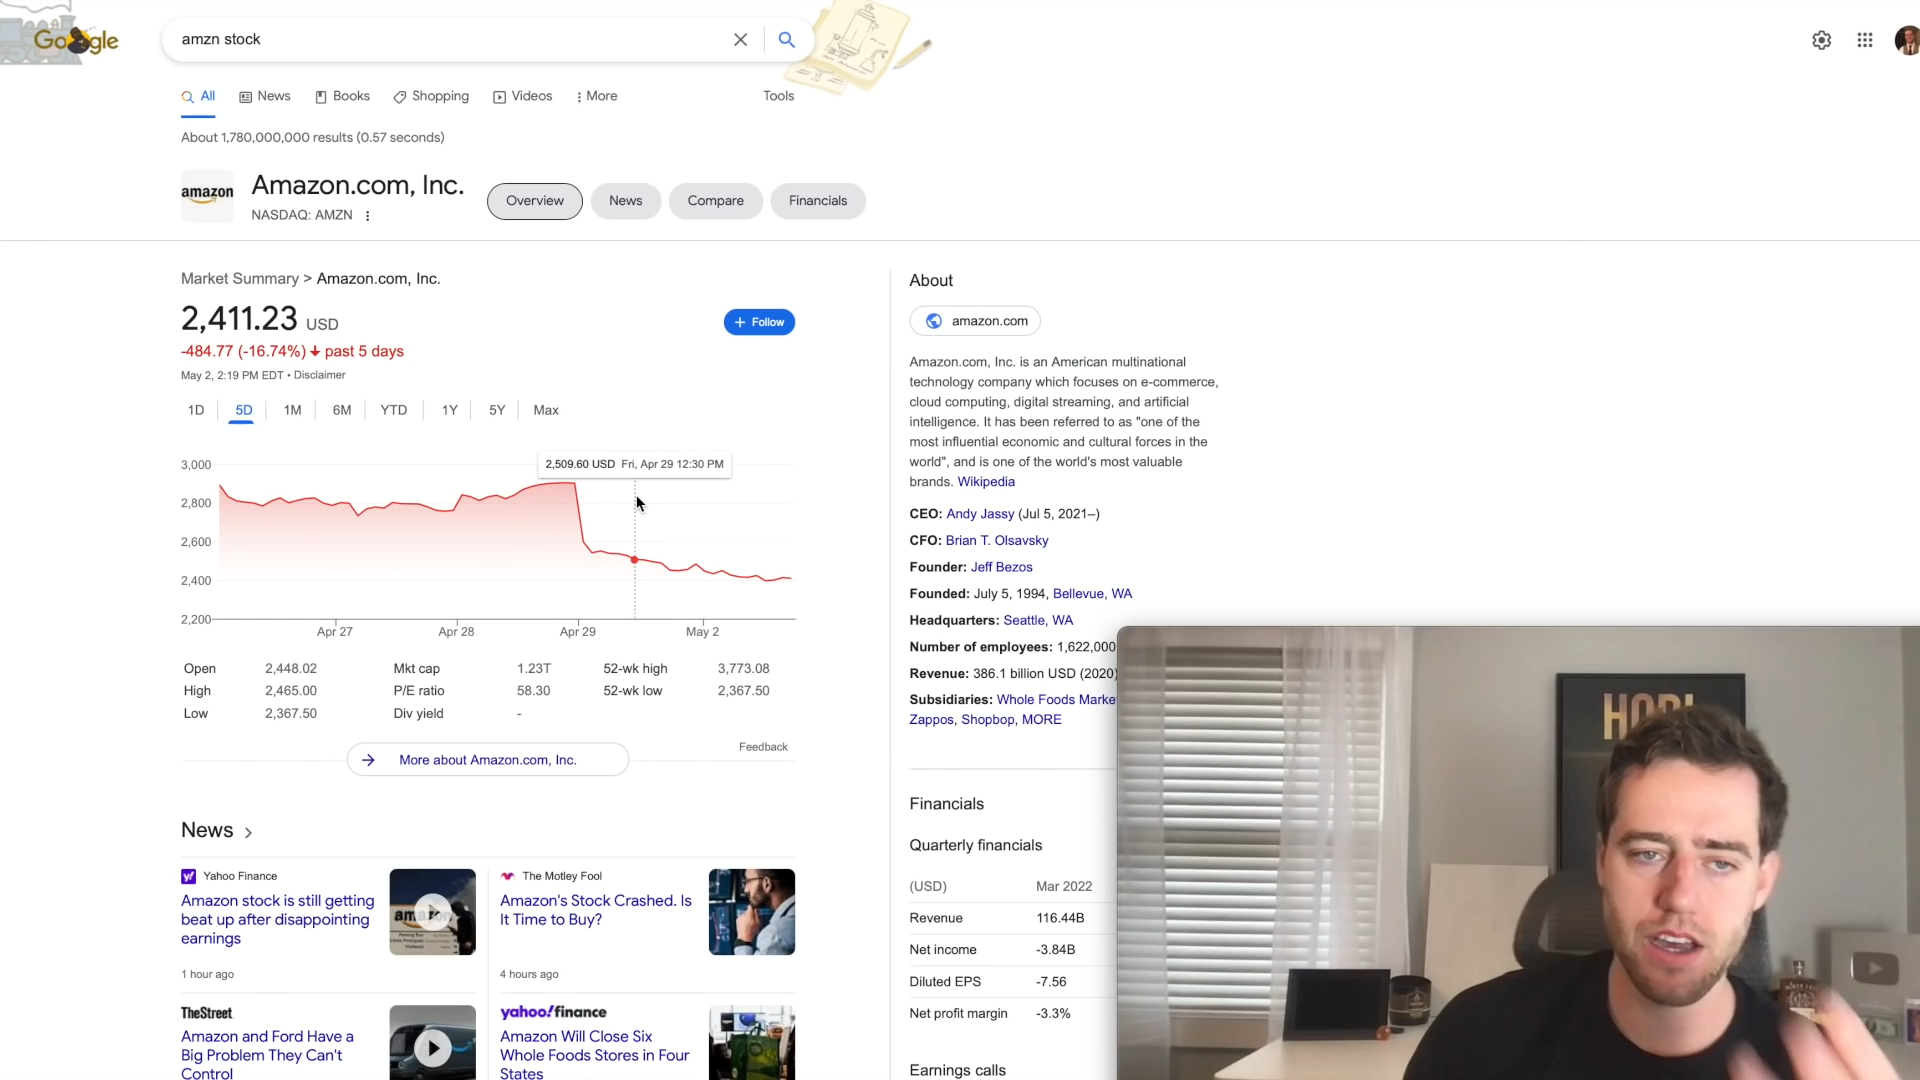 Google
amzn stock
All
News
Books
Shopping
Videos
More
Tools
About 1,780,000,000 results (0.57 seconds)
amazon
Amazon.com, Inc.
NASDAQ: AMZN
Overview
News
Compare
Financials
Market Summary > Amazon.com, Inc.
2,411.23 USD
-484.77 (-16.74%) past 5 days
May 2, 2:19 PM EDT • Disclaimer
+ Follow
1D
5D
1M
6M
YTD
1Y
5Y
Max
2,509.60 USD Fri, Apr 29 12:30 PM
3,000
2,800
2,600
2,400
2,200
Apr 27
Apr 28
Apr 29
May 2
Open 2,448.02 Mkt cap 1.23T 52-wk high 3,773.08
High 2,465.00 P/E ratio 58.30 52-wk low 2,367.50
Low 2,367.50 Div yield -
Feedback
More about Amazon.com, Inc.
News
Yahoo Finance
Amazon stock is still getting
beat up after disappointing
earnings
1 hour ago
amazon
The Motley Fool
Amazon's Stock Crashed. Is
It Time to Buy?
4 hours ago
TheStreet
Amazon and Ford Have a
Big Problem They Can't
Control
yahoo!finance
Amazon Will Close Six
Whole Foods Stores in Four
States
About
amazon.com
Amazon.com, Inc. is an American multinational
technology company which focuses on e-commerce,
cloud computing, digital streaming, and artificial
intelligence. It has been referred to as "one of the
most influential economic and cultural forces in the
world", and is one of the world's most valuable
brands. Wikipedia
CEO: Andy Jassy (Jul 5, 2021–)
CFO: Brian T. Olsavsky
Founder: Jeff Bezos
Founded: July 5, 1994, Bellevue, WA
Headquarters: Seattle, WA
Number of employees: 1,622,000
Revenue: 386.1 billion USD (2020)
Subsidiaries: Whole Foods Marke
Zappos, Shopbop, MORE
Financials
Quarterly financials
(USD) Mar 2022
Revenue 116.44B
Net income -3.84B
Diluted EPS -7.56
Net profit margin -3.3%
Earnings calls